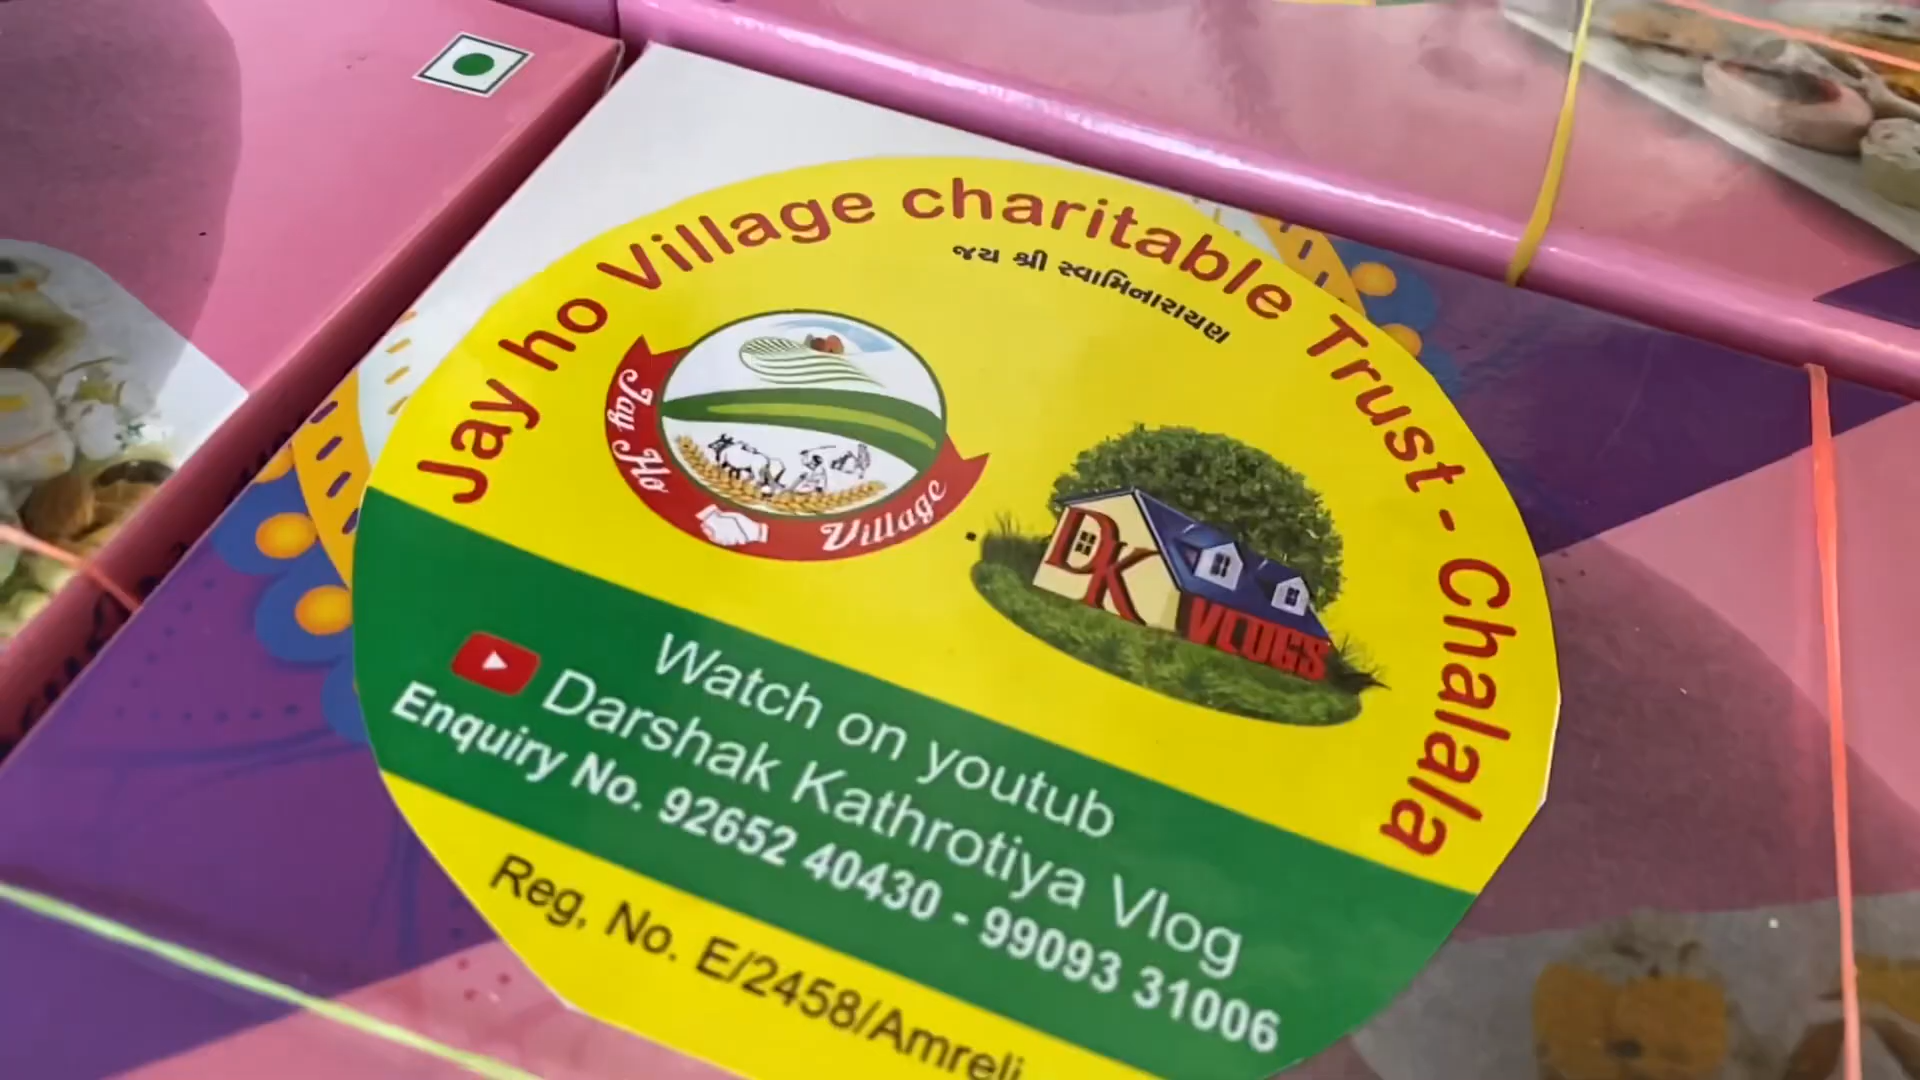 Jay ho Village charitable Trust - Chalala
જય શ્રી સ્વામિનારાયણ
Jay Ho Village
DK VLOGS
Watch on youtub
Darshak Kathrotiya Vlog
Enquiry No. 92652 40430 - 99093 31006
Reg, No. E/2458/Amreli